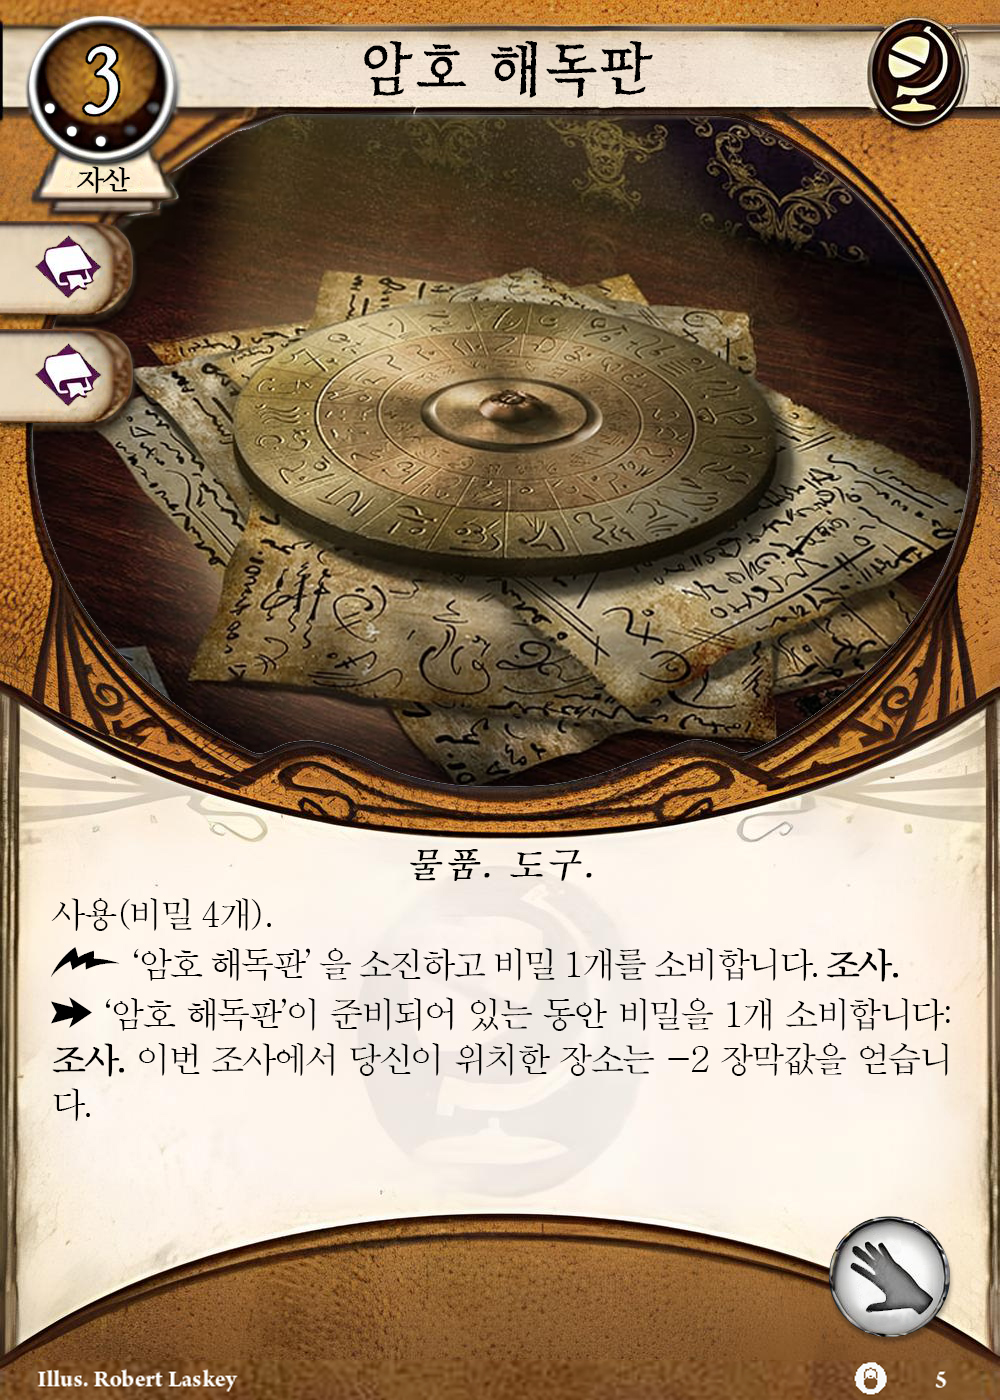 3
암호 해독판
자산
물품. 도구.
사용(비밀 4개).
‘암호 해독판’ 을 소진하고 비밀 1개를 소비합니다. 조사.
‘암호 해독판’이 준비되어 있는 동안 비밀을 1개 소비합니다:
조사. 이번 조사에서 당신이 위치한 장소는 –2 장막값을 얻습니
다.
Illus. Robert Laskey
5